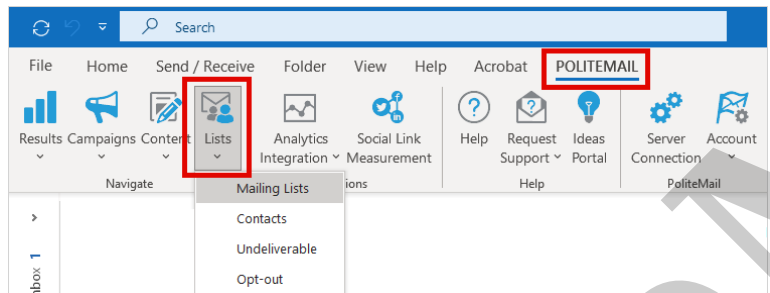 Search
File Home Send / Receive Folder View Help Acrobat POLITEMAIL
Results Campaigns Content Lists Analytics Integration Social Link Measurement Help Request Support Ideas Portal Server Connection Account
Navigate ions Help PoliteMail
Mailing Lists
Contacts
Undeliverable
Opt-out
nbox 1